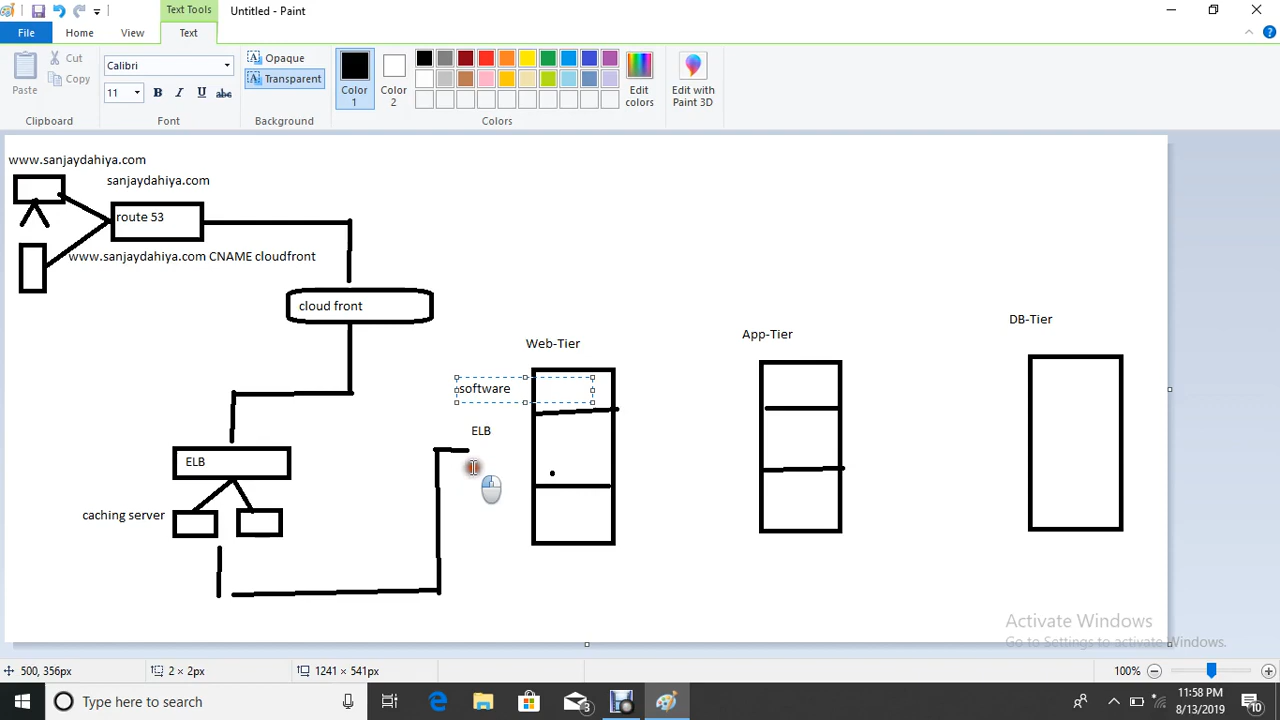 Text Tools
Untitled - Paint
File
Home
View
Text
Paste
Cut
Copy
Clipboard
Calibri
11
B
I
U
abc
Font
Opaque
Transparent
Background
Color
1
Color
2
Edit
colors
Colors
Edit with
Paint 3D
www.sanjaydahiya.com
sanjaydahiya.com
route 53
www.sanjaydahiya.com CNAME cloudfront
cloud front
DB-Tier
App-Tier
Web-Tier
software
ELB
ELB
caching server
Activate Windows
Go to Settings to activate Windows.
500, 356px
2 × 2px
1241 × 541px
100%
Type here to search
3
11:58 PM
8/13/2019
10